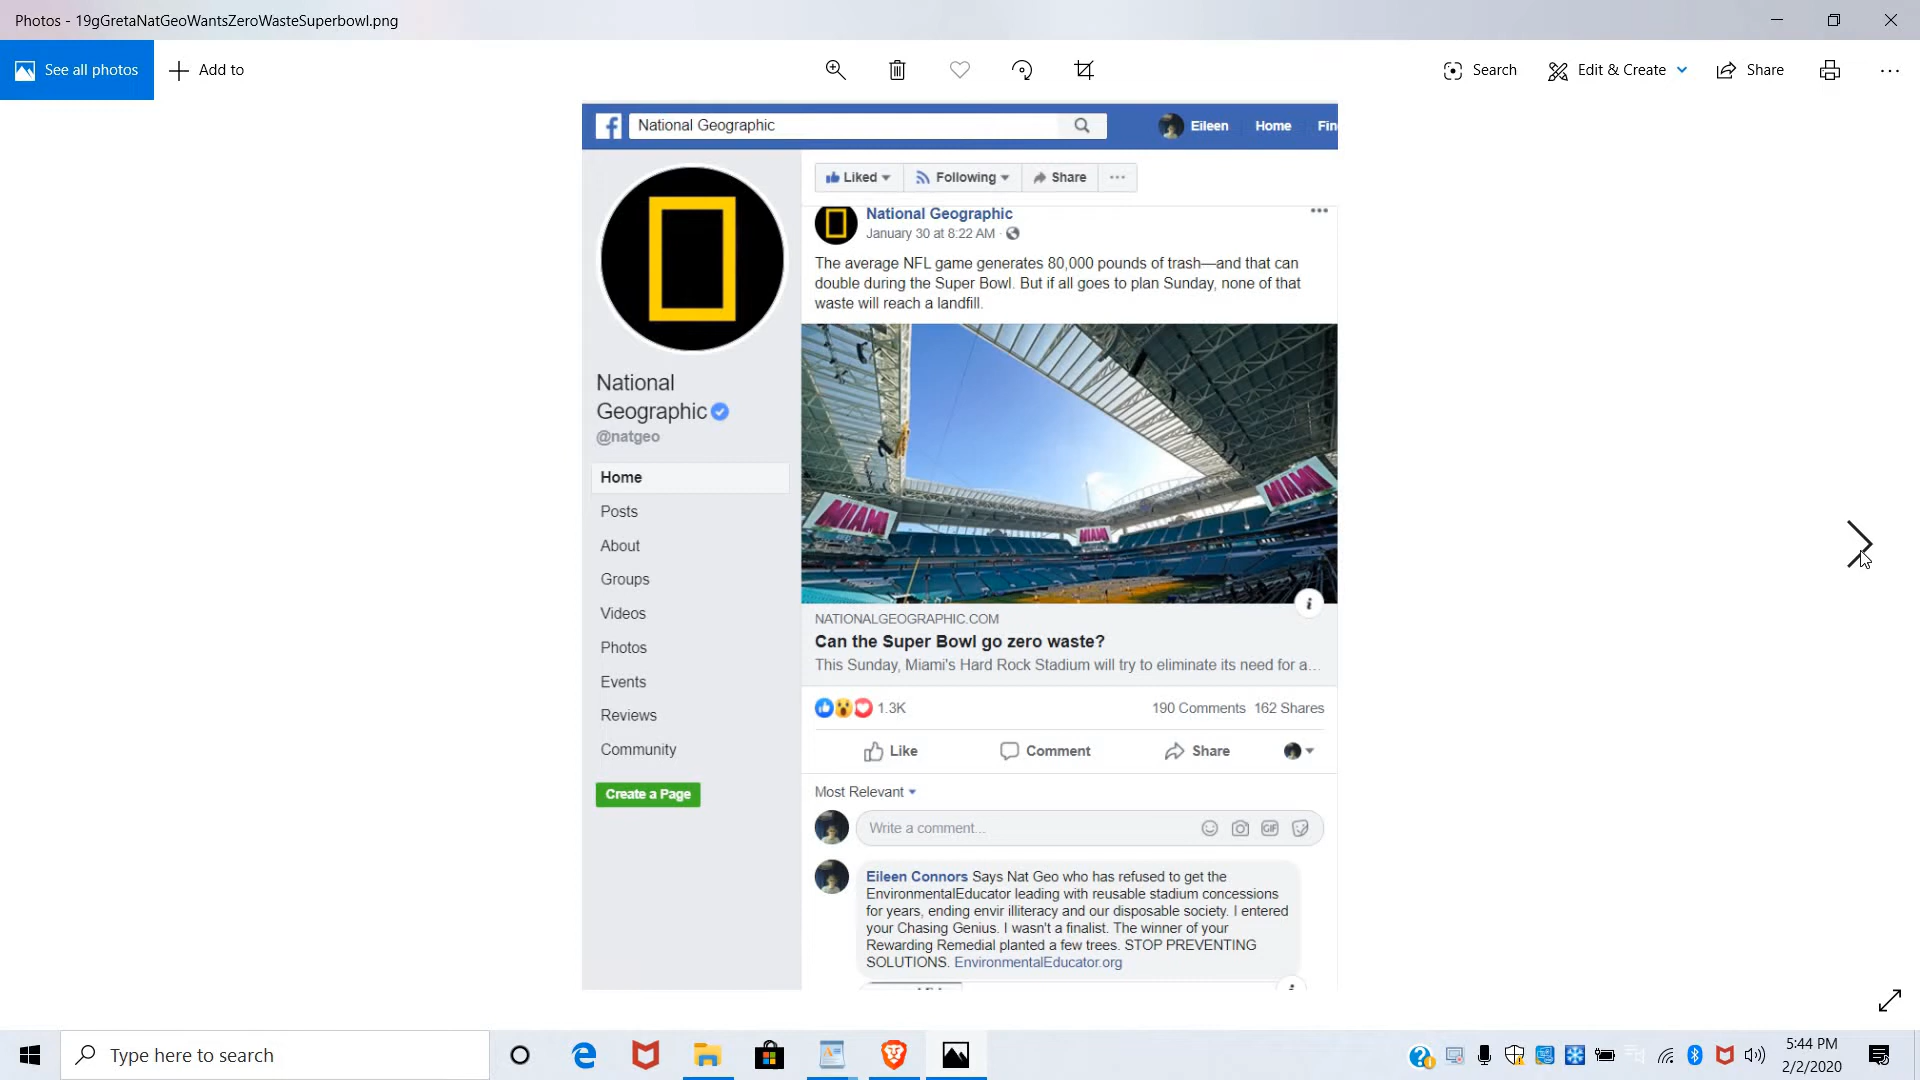 Photos - 19gGretaNatGeoWantsZeroWasteSuperbowl.png
See all photos
Add to
Search
Edit & Create
Share
National Geographic
Eileen
Home
Fin
Liked
Following
Share
National Geographic
January 30 at 8:22 AM ·
The average NFL game generates 80,000 pounds of trash—and that can
double during the Super Bowl. But if all goes to plan Sunday, none of that
waste will reach a landfill.
MIAMI
MIAMI
MIAMI
National
Geographic
@natgeo
Home
Posts
About
Groups
Videos
Photos
Events
Reviews
Community
Create a Page
NATIONALGEOGRAPHIC.COM
Can the Super Bowl go zero waste?
This Sunday, Miami's Hard Rock Stadium will try to eliminate its need for a...
1.3K
190 Comments 162 Shares
Like
Comment
Share
Most Relevant
Write a comment...
GIF
Eileen Connors Says Nat Geo who has refused to get the
EnvironmentalEducator leading with reusable stadium concessions
for years, ending envir illiteracy and our disposable society. I entered
your Chasing Genius. I wasn't a finalist. The winner of your
Rewarding Remedial planted a few trees. STOP PREVENTING
SOLUTIONS. EnvironmentalEducator.org
Type here to search
5:44 PM
2/2/2020